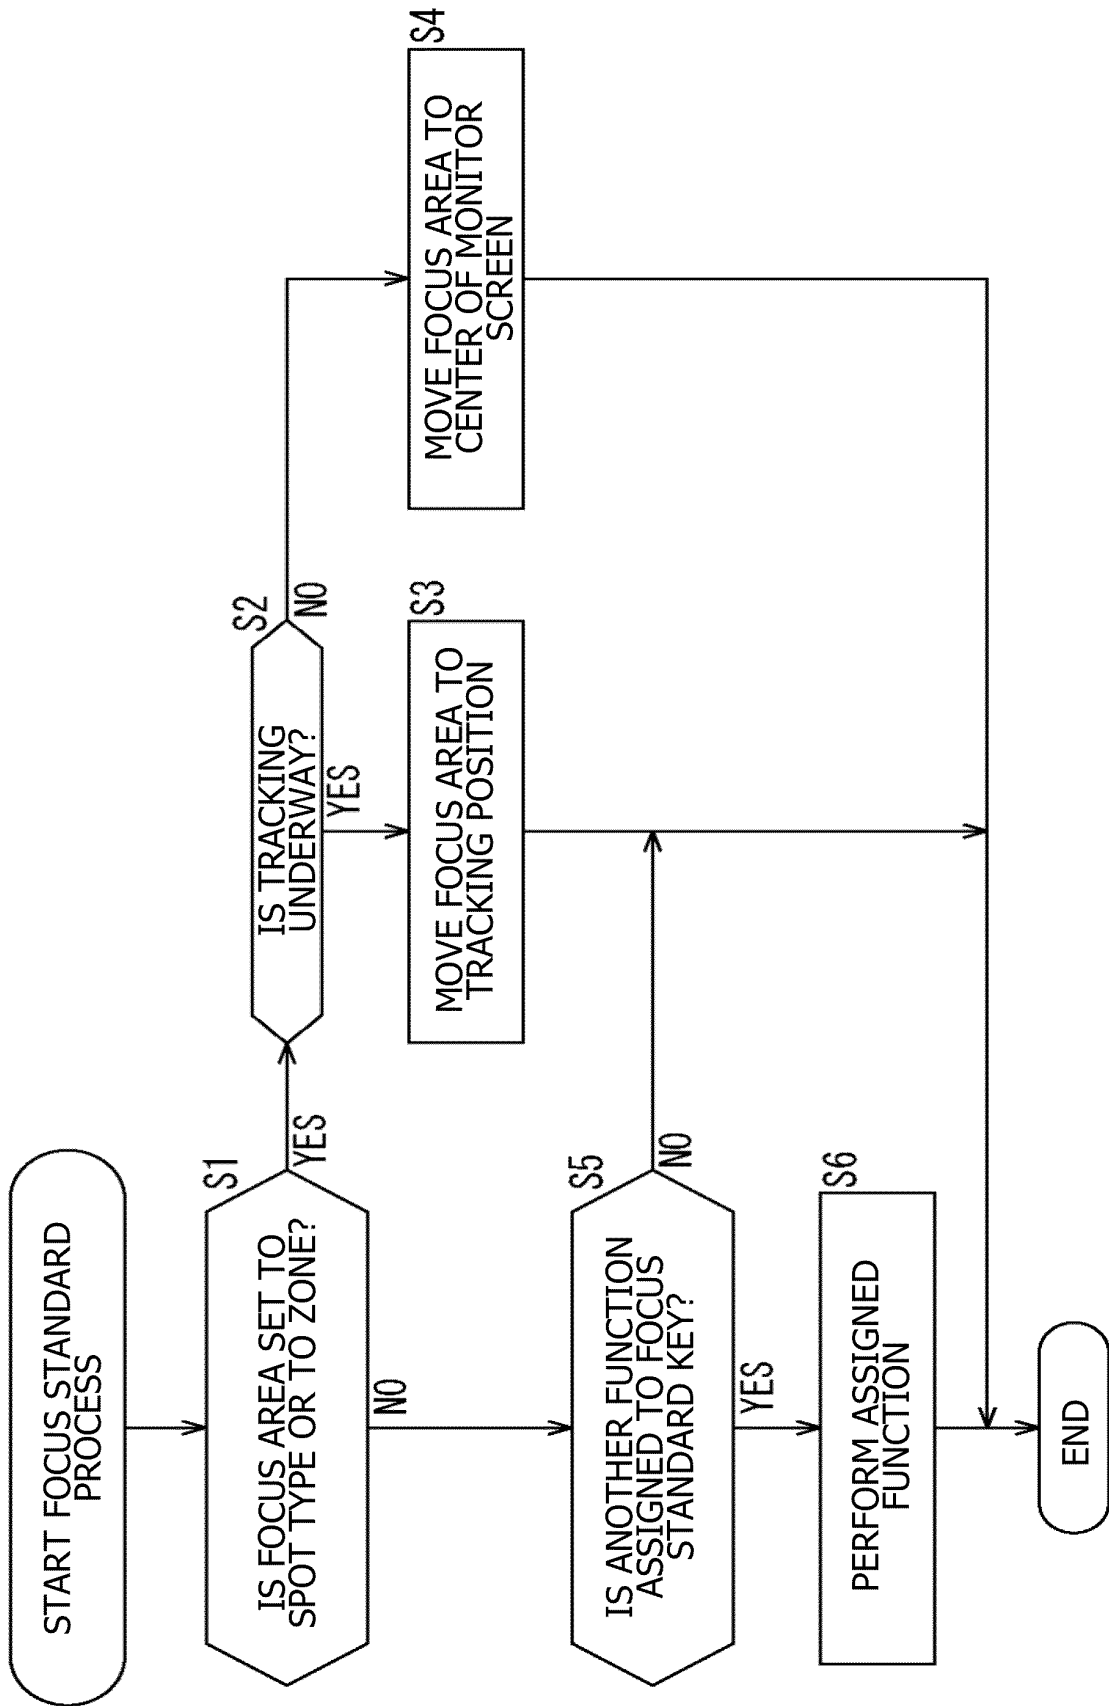 START FOCUS STANDARD
PROCESS
S1
IS FOCUS AREA SET TO
SPOT TYPE OR TO ZONE?
YES
NO
S2
IS TRACKING
UNDERWAY?
NO
YES
S3
MOVE FOCUS AREA TO
TRACKING POSITION
S4
MOVE FOCUS AREA TO
CENTER OF MONITOR
SCREEN
S5
IS ANOTHER FUNCTION
ASSIGNED TO FOCUS
STANDARD KEY?
NO
YES
S6
PERFORM ASSIGNED
FUNCTION
END